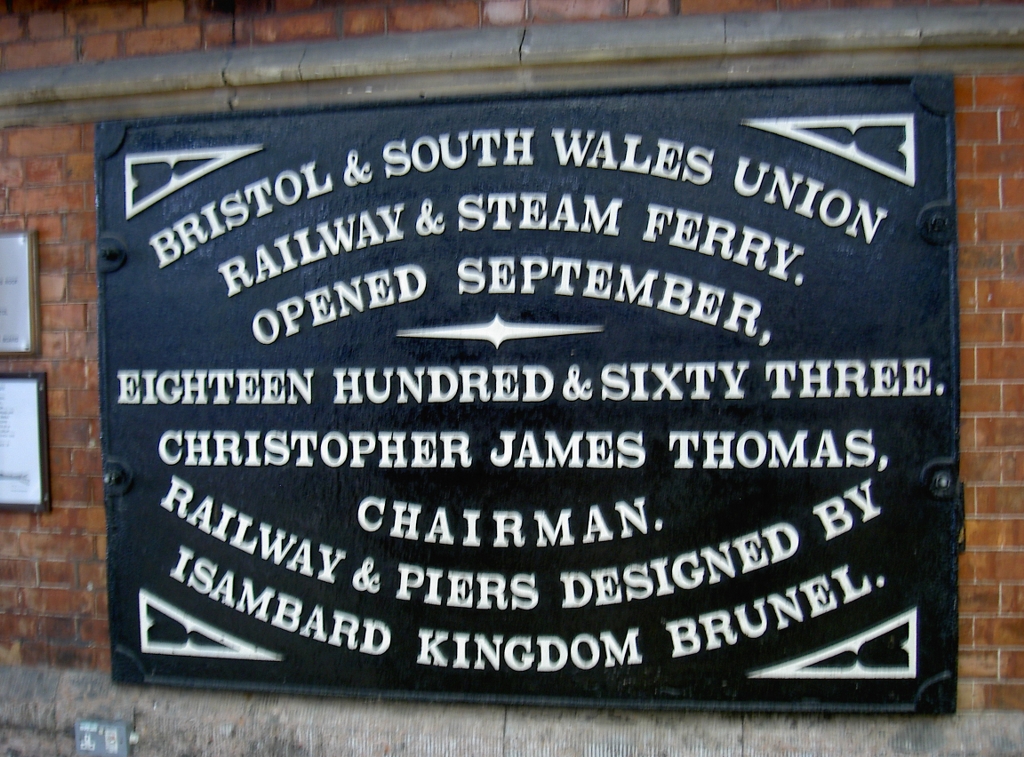 BRISTOL & SOUTH WALES UNION
RAILWAY & STEAM FERRY.
OPENED SEPTEMBER,
EIGHTEEN HUNDRED & SIXTY THREE.
CHRISTOPHER JAMES THOMAS,
CHAIRMAN.
RAILWAY & PIERS DESIGNED BY
ISAMBARD KINGDOM BRUNEL.